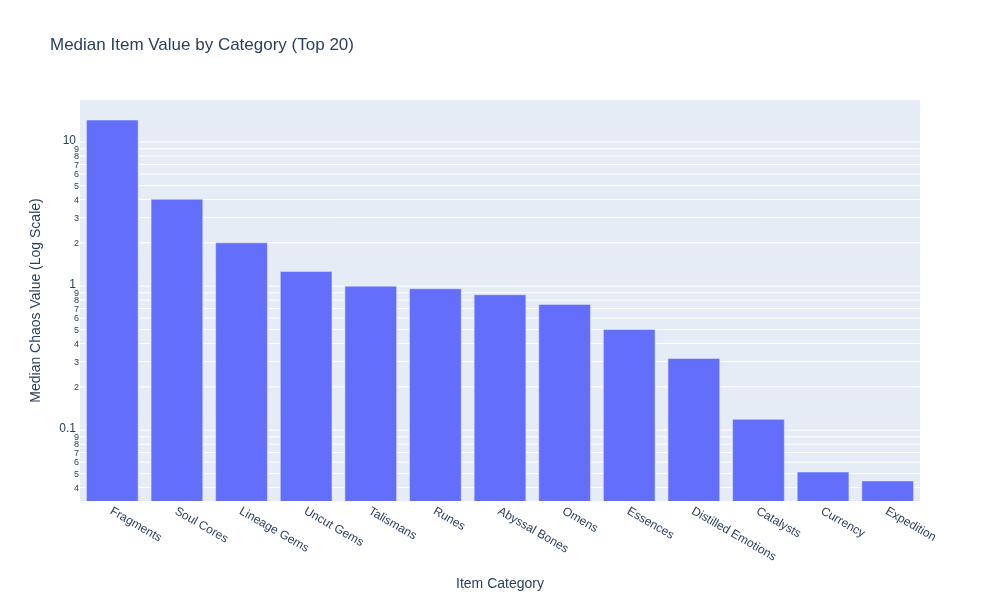 Median Item Value by Category (Top 20)
Median Chaos Value (Log Scale)
10
9
8
7
6
5
4
3
2
1
9
8
7
6
5
4
3
2
0.1
9
8
7
6
5
4
Fragments
Soul Cores
Lineage Gems
Uncut Gems
Talismans
Runes
Abyssal Bones
Omens
Essences
Distilled Emotions
Catalysts
Currency
Expedition
Item Category